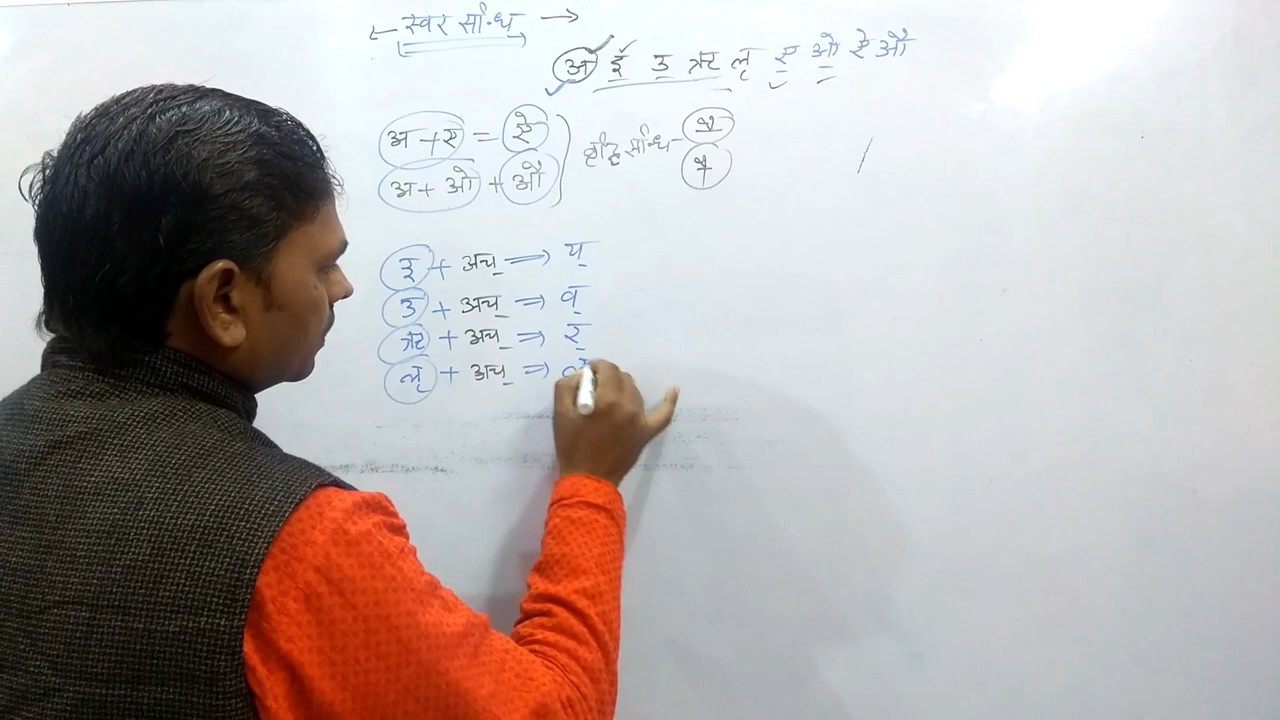 स्वर सन्धि
अ इ उ ऋ लृ ए ओ ऐ औ
अ + ए = ऐ
अ + ओ + औ
वृद्धि सन्धि -
इ + अच् ⇒ य्
उ + अच् ⇒ व्
ऋ + अच् ⇒ र्
लृ + अच् ⇒ ल